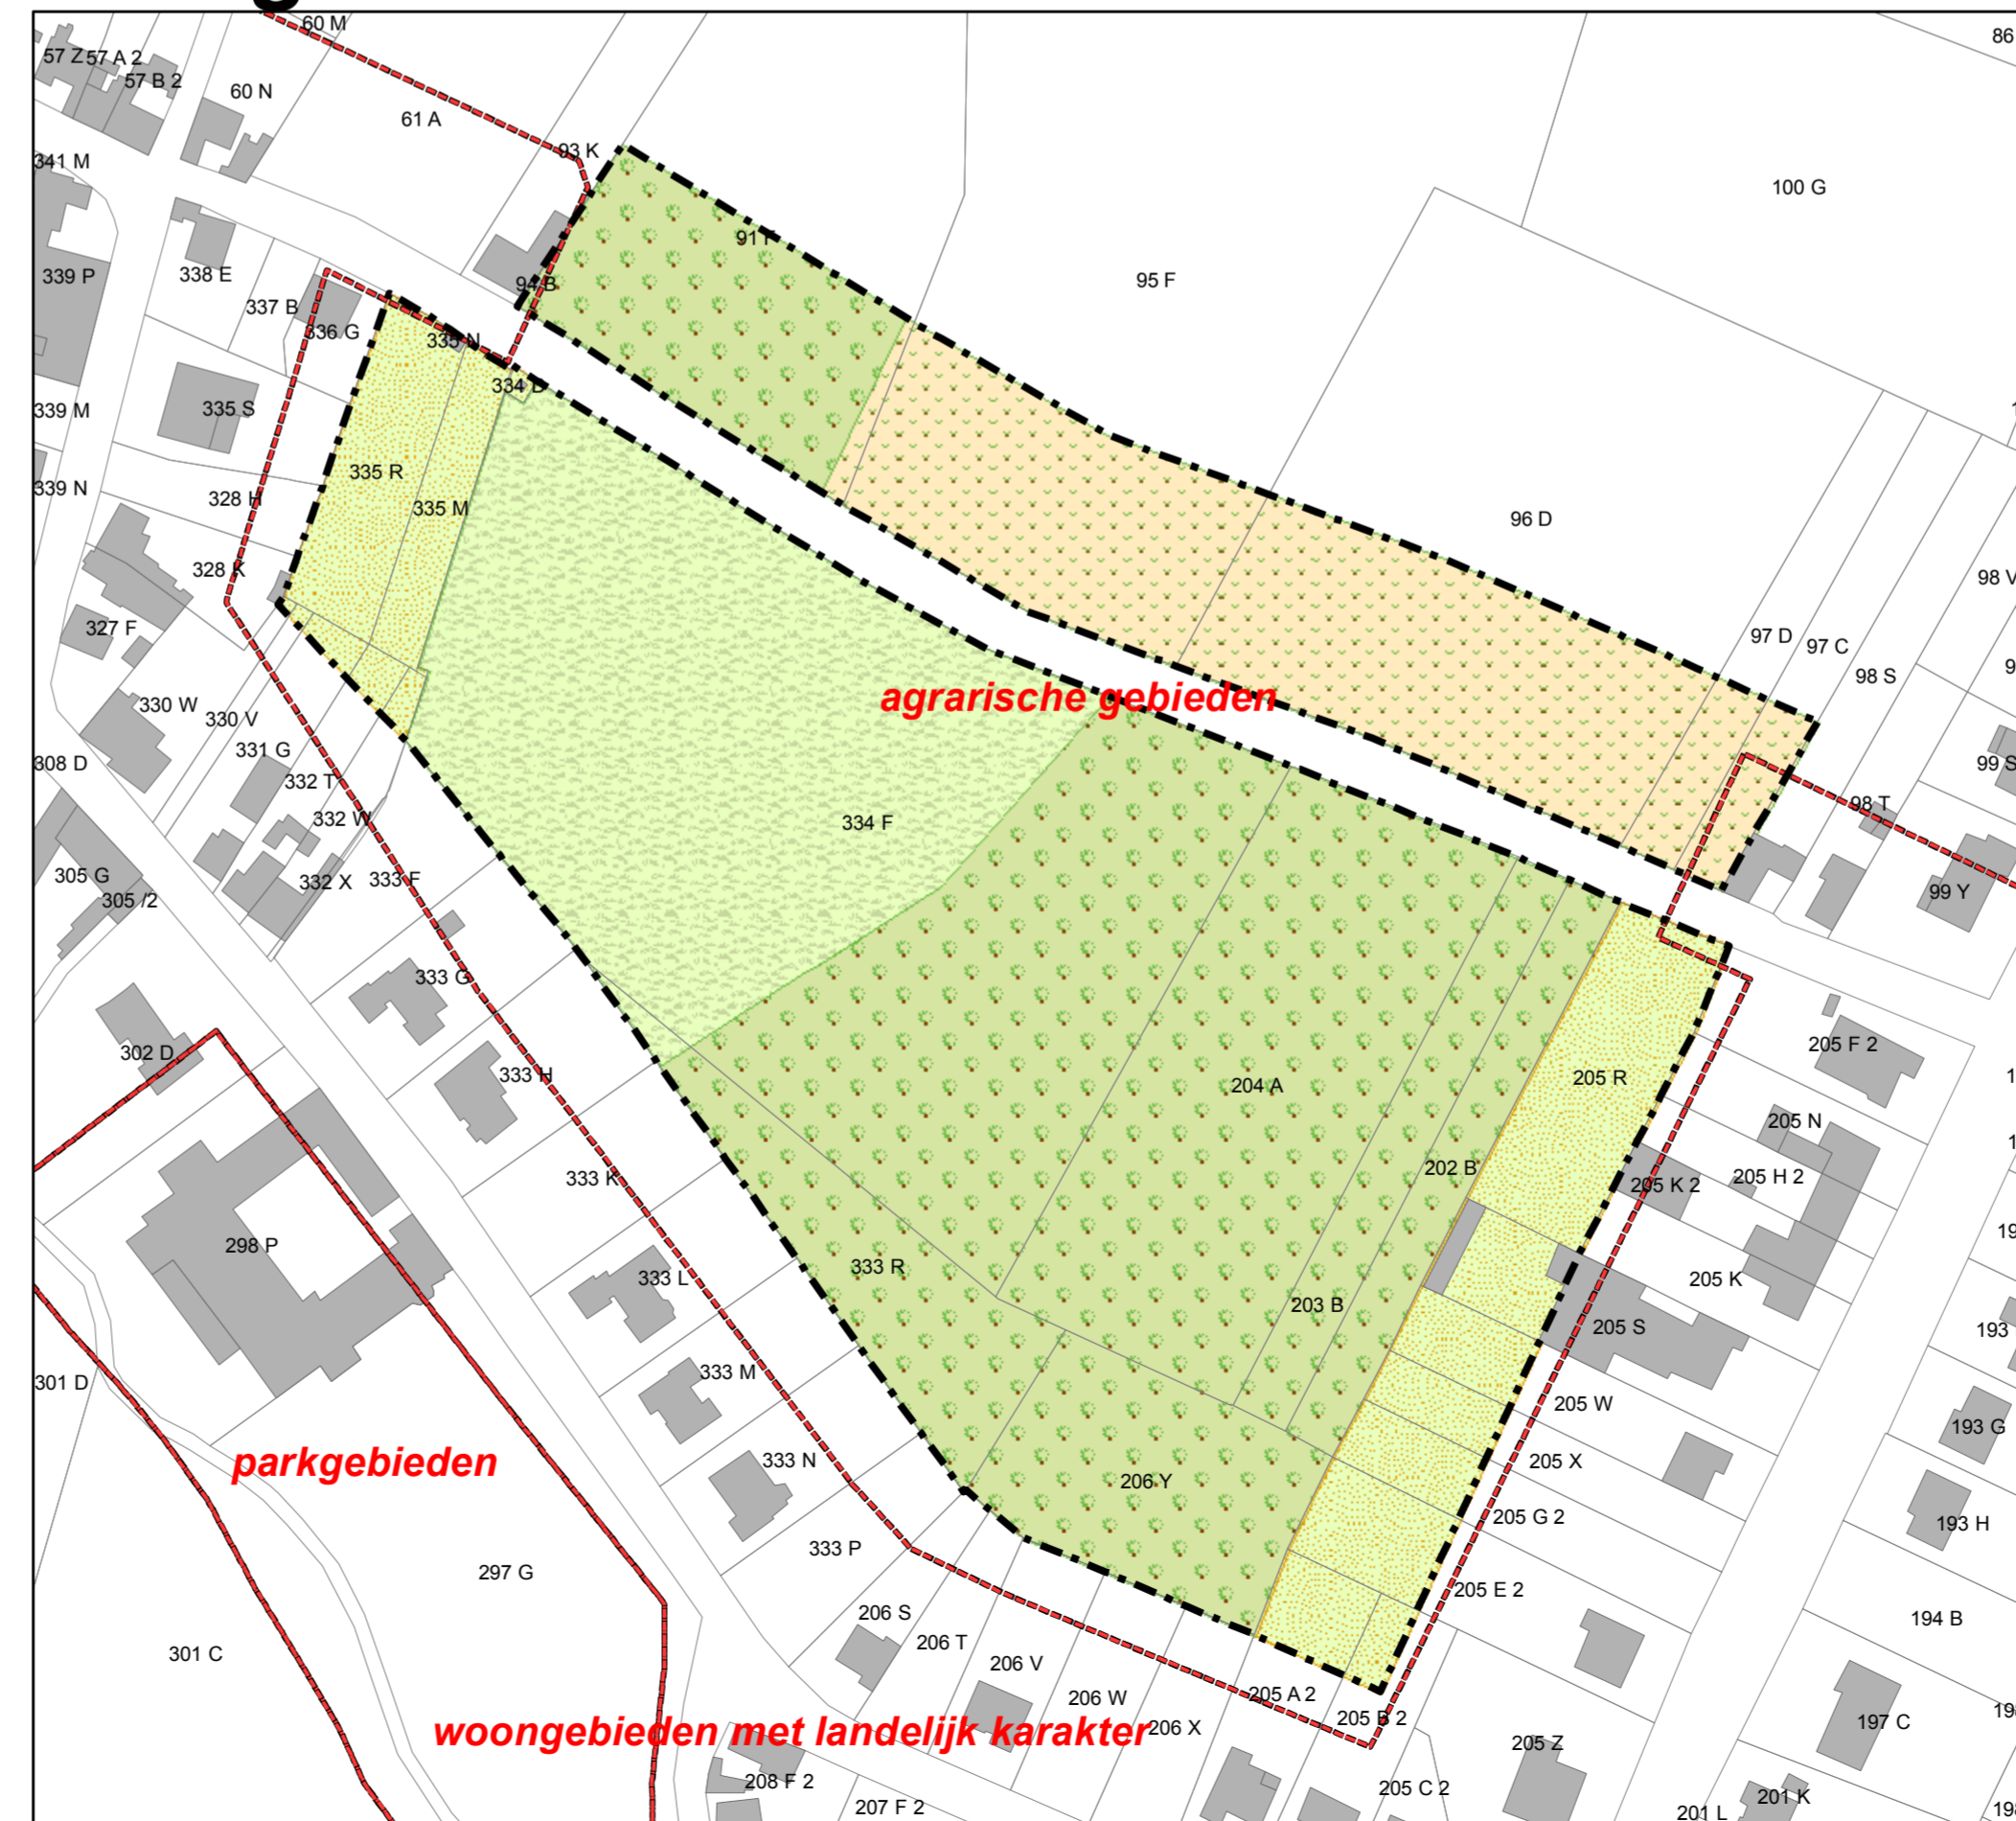 60 M
86
57 Z
57 A 2
57 B 2
60 N
61 A
93 K
341 M
100 G
91 F
339 P
338 E
95 F
94 B
337 B
336 G
335 N
334 D
339 M
335 S
335 R
339 N
328 H
335 M
96 D
328 K
98 V
327 F
97 D
97 C
98 S
agrarische gebieden
330 W
330 V
331 G
308 D
332 T
99 S
98 T
332 W
334 F
305 G
332 X
333 F
99 Y
305 /2
333 G
302 D
205 F 2
333 H
205 R
204 A
205 N
202 B
333 K
205 K 2
205 H 2
298 P
333 R
333 L
205 K
203 B
205 S
193
333 M
301 D
205 W
193 G
parkgebieden
333 N
205 X
206 Y
205 G 2
193 H
333 P
297 G
205 E 2
206 S
194 B
206 T
301 C
206 V
206 W
205 A 2
205 B 2
woongebieden met landelijk karakter
206 X
197 C
205 Z
208 F 2
205 C 2
207 F 2
201 K
201 L